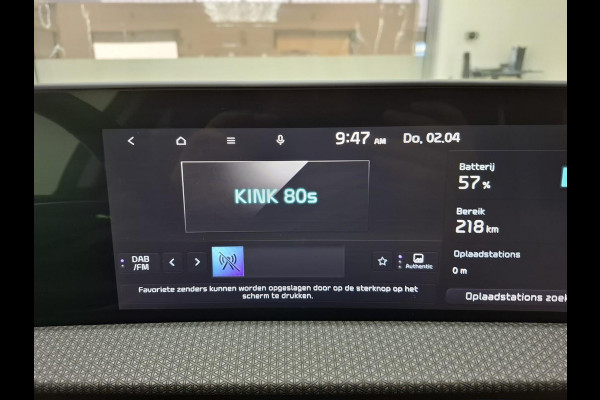 9:47 AM Do, 02.04
KINK 80s
DAB
/FM
Authentic
Favoriete zenders kunnen worden opgeslagen door op de sterknop op het
scherm te drukken.
Batterij
57 %
Bereik
218 km
Oplaadstations
0 m
Oplaadstations zoek